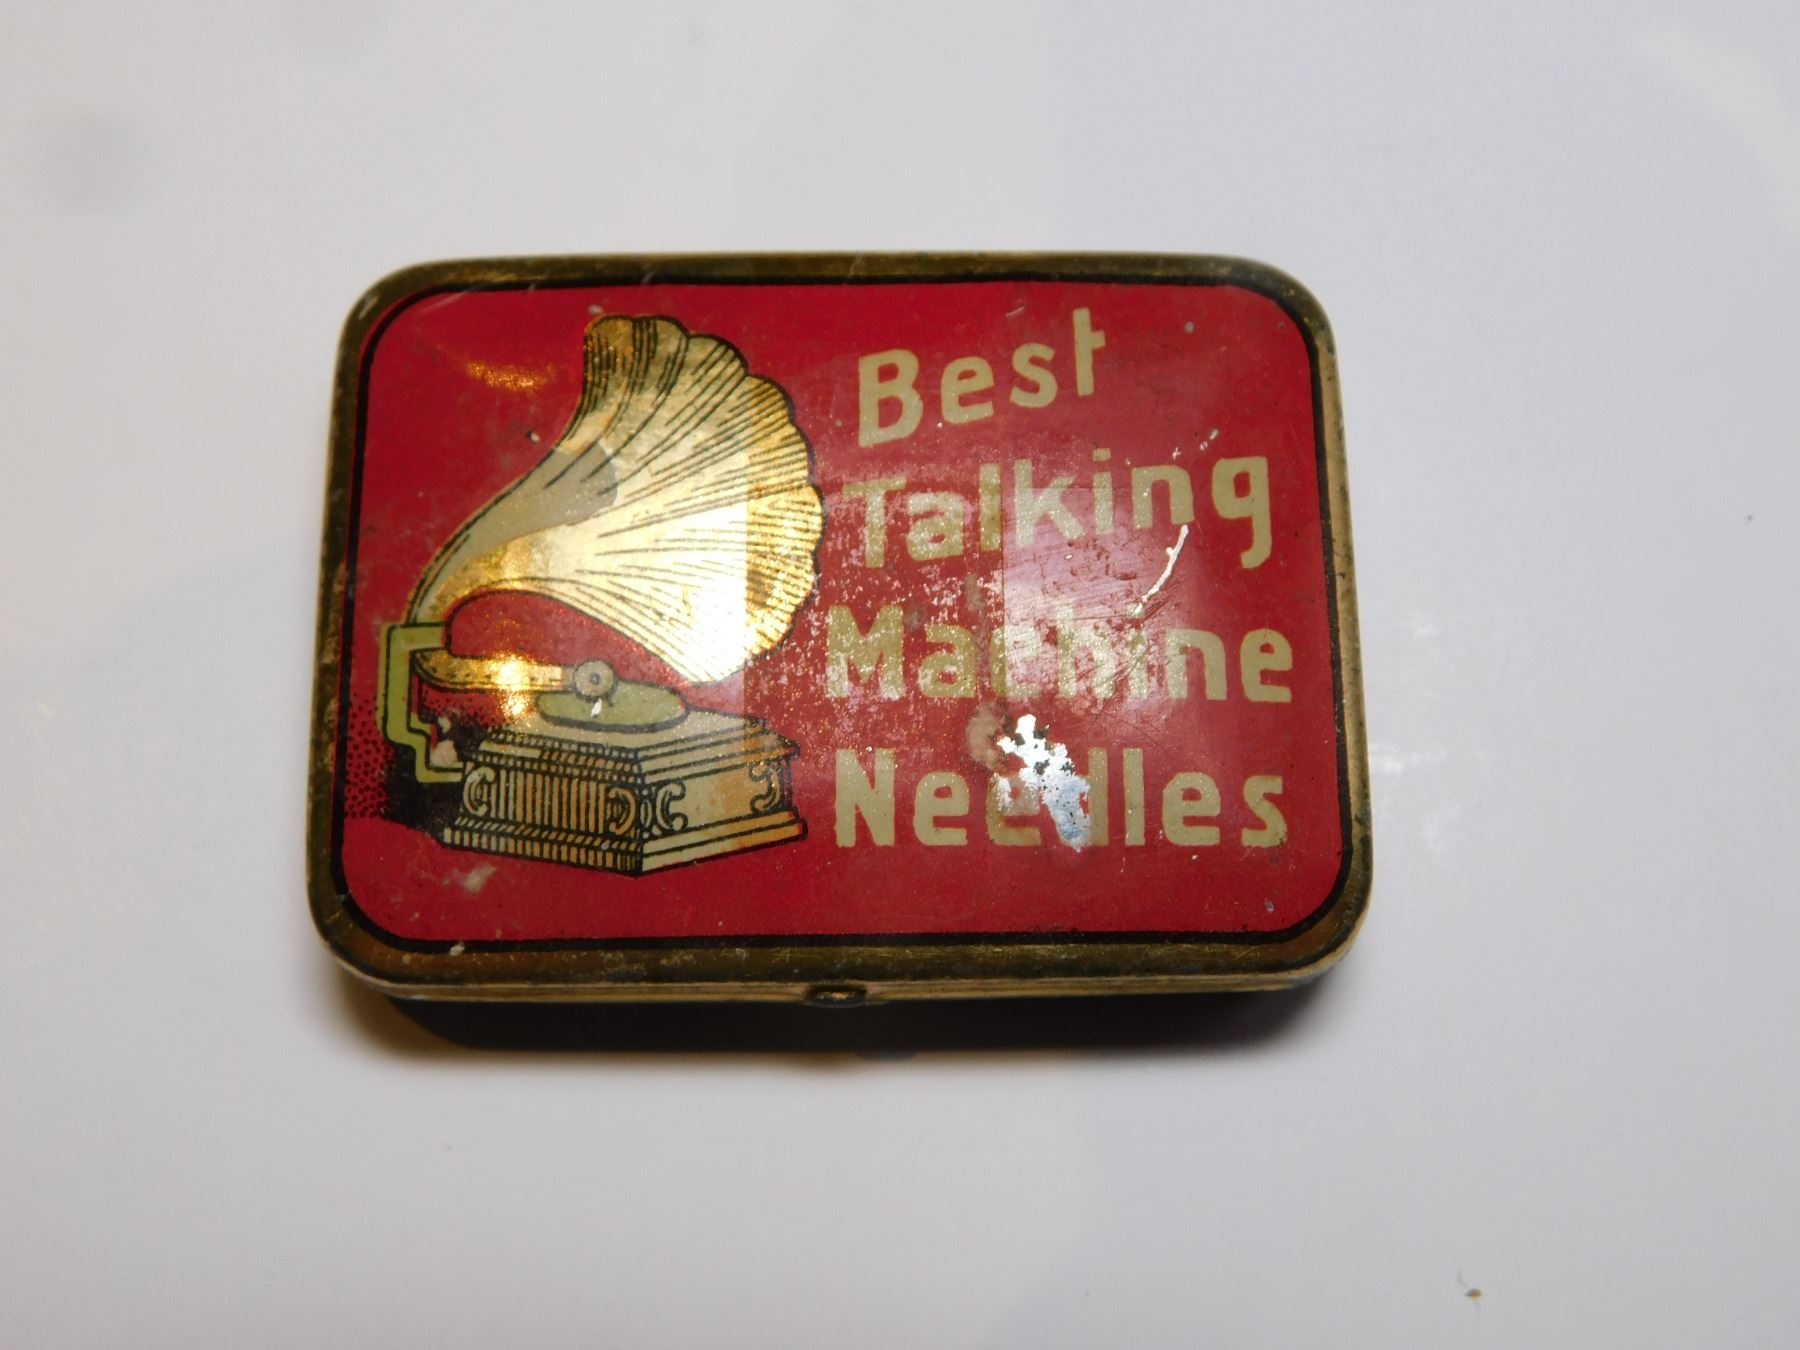 Best
Talking
Machine
Needles